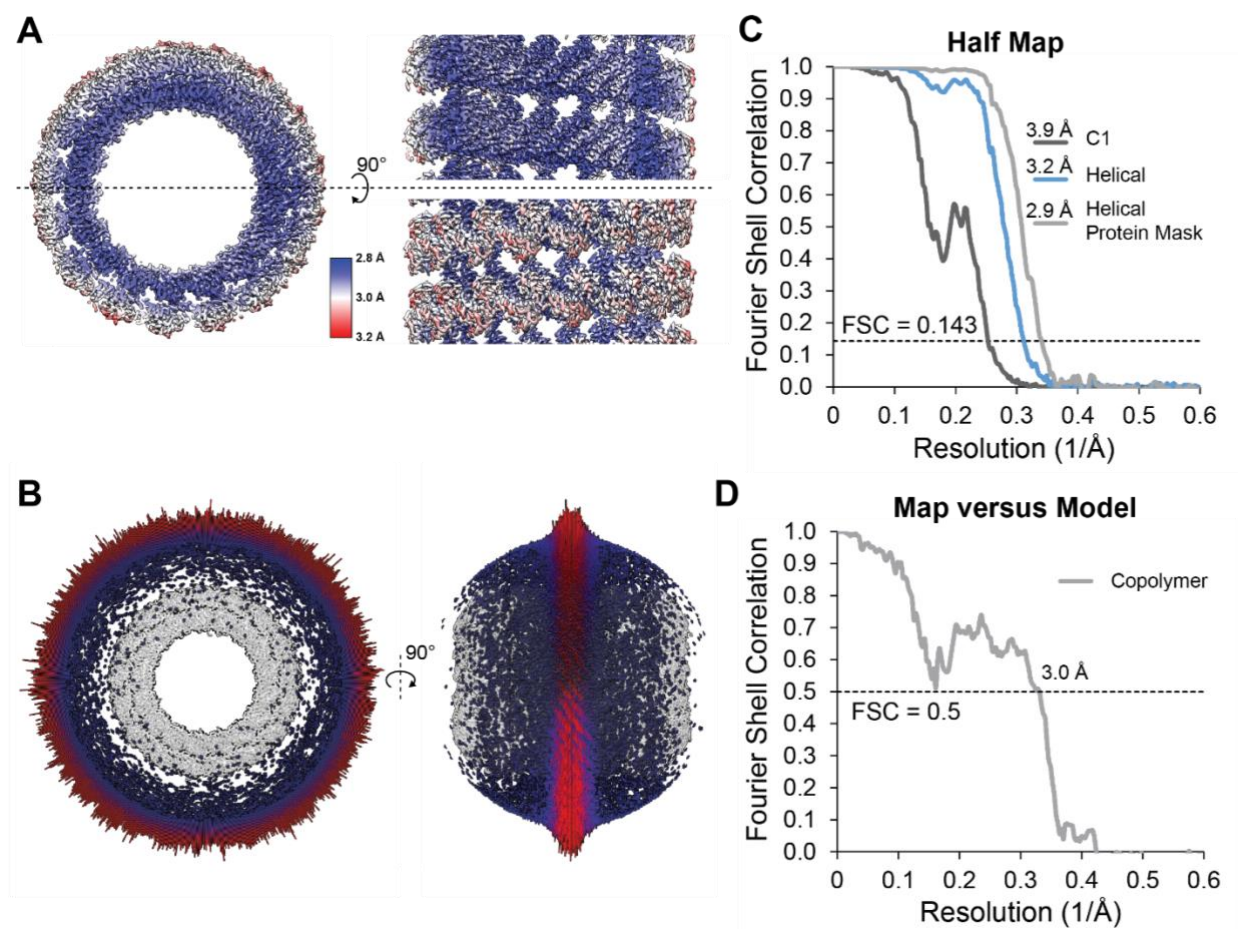 A
90°
2.8 Å
3.0 Å
3.2 Å
C
Half Map
Fourier Shell Correlation
1.0
0.9
0.8
0.7
0.6
0.5
0.4
0.3
0.2
0.1
0.0
3.9 Å
C1
3.2 Å
Helical
2.9 Å
Helical
Protein Mask
FSC = 0.143
0
0.1
0.2
0.3
0.4
0.5
0.6
Resolution (1/Å)
B
90°
D
Map versus Model
Fourier Shell Correlation
1.0
0.9
0.8
0.7
0.6
0.5
0.4
0.3
0.2
0.1
0.0
Copolymer
3.0 Å
FSC = 0.5
0
0.1
0.2
0.3
0.4
0.5
0.6
Resolution (1/Å)